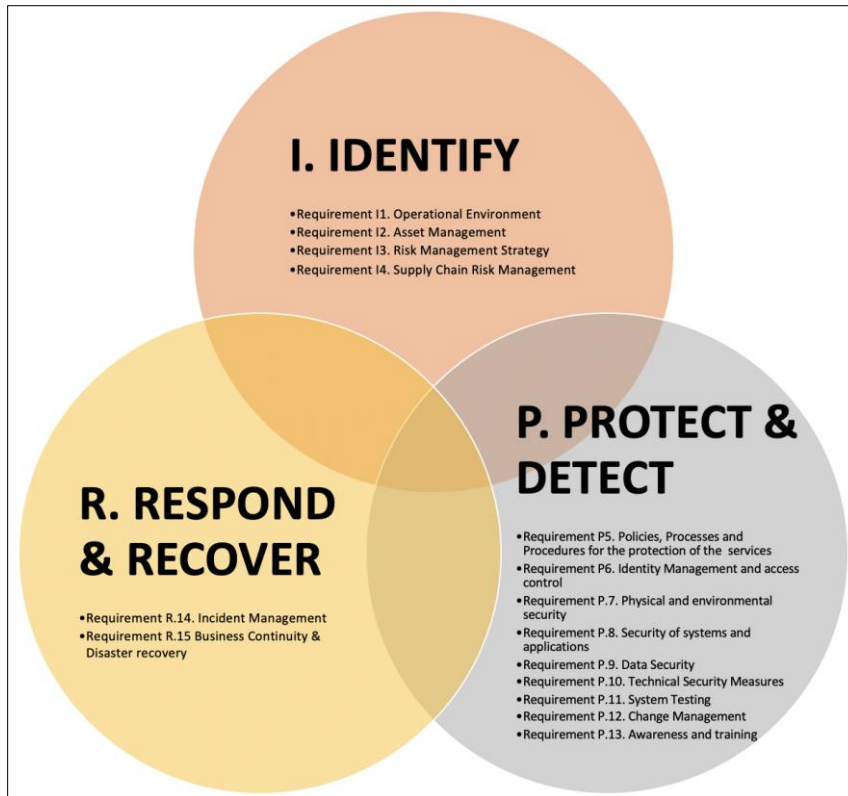 I. IDENTIFY
•Requirement I1. Operational Environment
•Requirement I2. Asset Management
•Requirement I3. Risk Management Strategy
•Requirement I4. Supply Chain Risk Management
P. PROTECT &
DETECT
•Requirement P5. Policies, Processes and
Procedures for the protection of the  services
•Requirement P6. Identity Management and access
control
•Requirement P.7. Physical and environmental
security
•Requirement P.8. Security of systems and
applications
•Requirement P.9. Data Security
•Requirement P.10. Technical Security Measures
•Requirement P.11. System Testing
•Requirement P.12. Change Management
•Requirement P.13. Awareness and training
R. RESPOND
& RECOVER
•Requirement R.14. Incident Management
•Requirement R.15 Business Continuity &
Disaster recovery